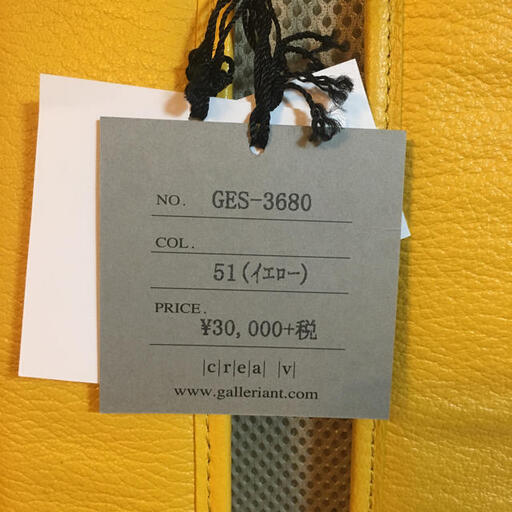 NO. GES-3680
COL.
51(ｲｴﾛｰ)
PRICE.
¥30,000+税
|c|r|e|a| |v|
www.galleriant.com